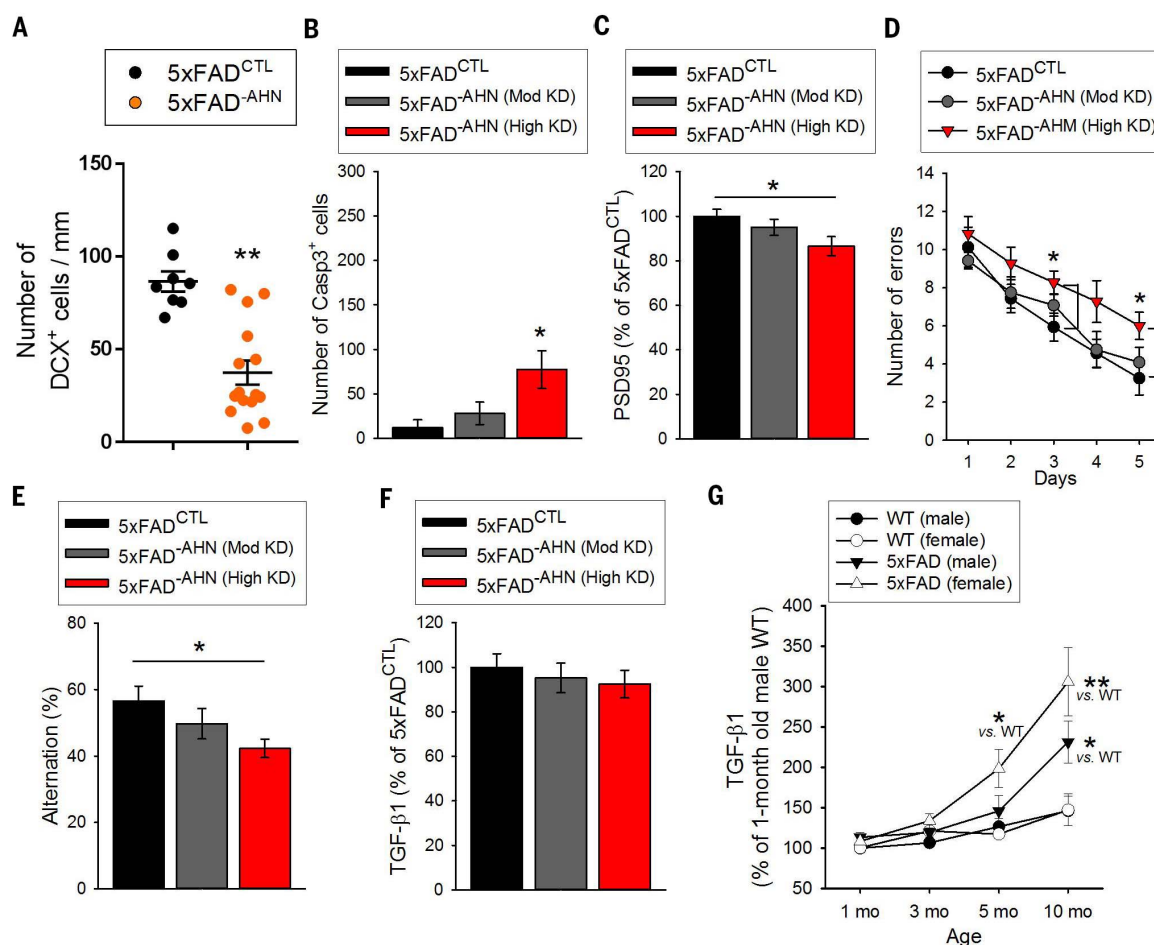 A
5xFAD^CTL
5xFAD^-AHN
150
100
50
0
Number of
DCX⁺ cells / mm
**
B
5xFAD^CTL
5xFAD^-AHN (Mod KD)
5xFAD^-AHN (High KD)
300
250
200
150
100
50
0
Number of Casp3⁺ cells
*
C
5xFAD^CTL
5xFAD^-AHN (Mod KD)
5xFAD^-AHN (High KD)
120
100
80
60
40
20
0
PSD95 (% of 5xFAD^CTL)
*
D
5xFAD^CTL
5xFAD^-AHN (Mod KD)
5xFAD^-AHM (High KD)
14
12
10
8
6
4
2
0
Number of errors
*
*
1 2 3 4 5
Days
E
5xFAD^CTL
5xFAD^-AHN (Mod KD)
5xFAD^-AHN (High KD)
80
60
40
20
0
Alternation (%)
*
F
5xFAD^CTL
5xFAD^-AHN (Mod KD)
5xFAD^-AHN (High KD)
120
100
80
60
40
20
0
TGF-β1 (% of 5xFAD^CTL)
G
WT (male)
WT (female)
5xFAD (male)
5xFAD (female)
400
350
300
250
200
150
100
50
TGF-β1
(% of 1-month old male WT)
*
vs. WT
**
vs. WT
*
vs. WT
1 mo 3 mo 5 mo 10 mo
Age